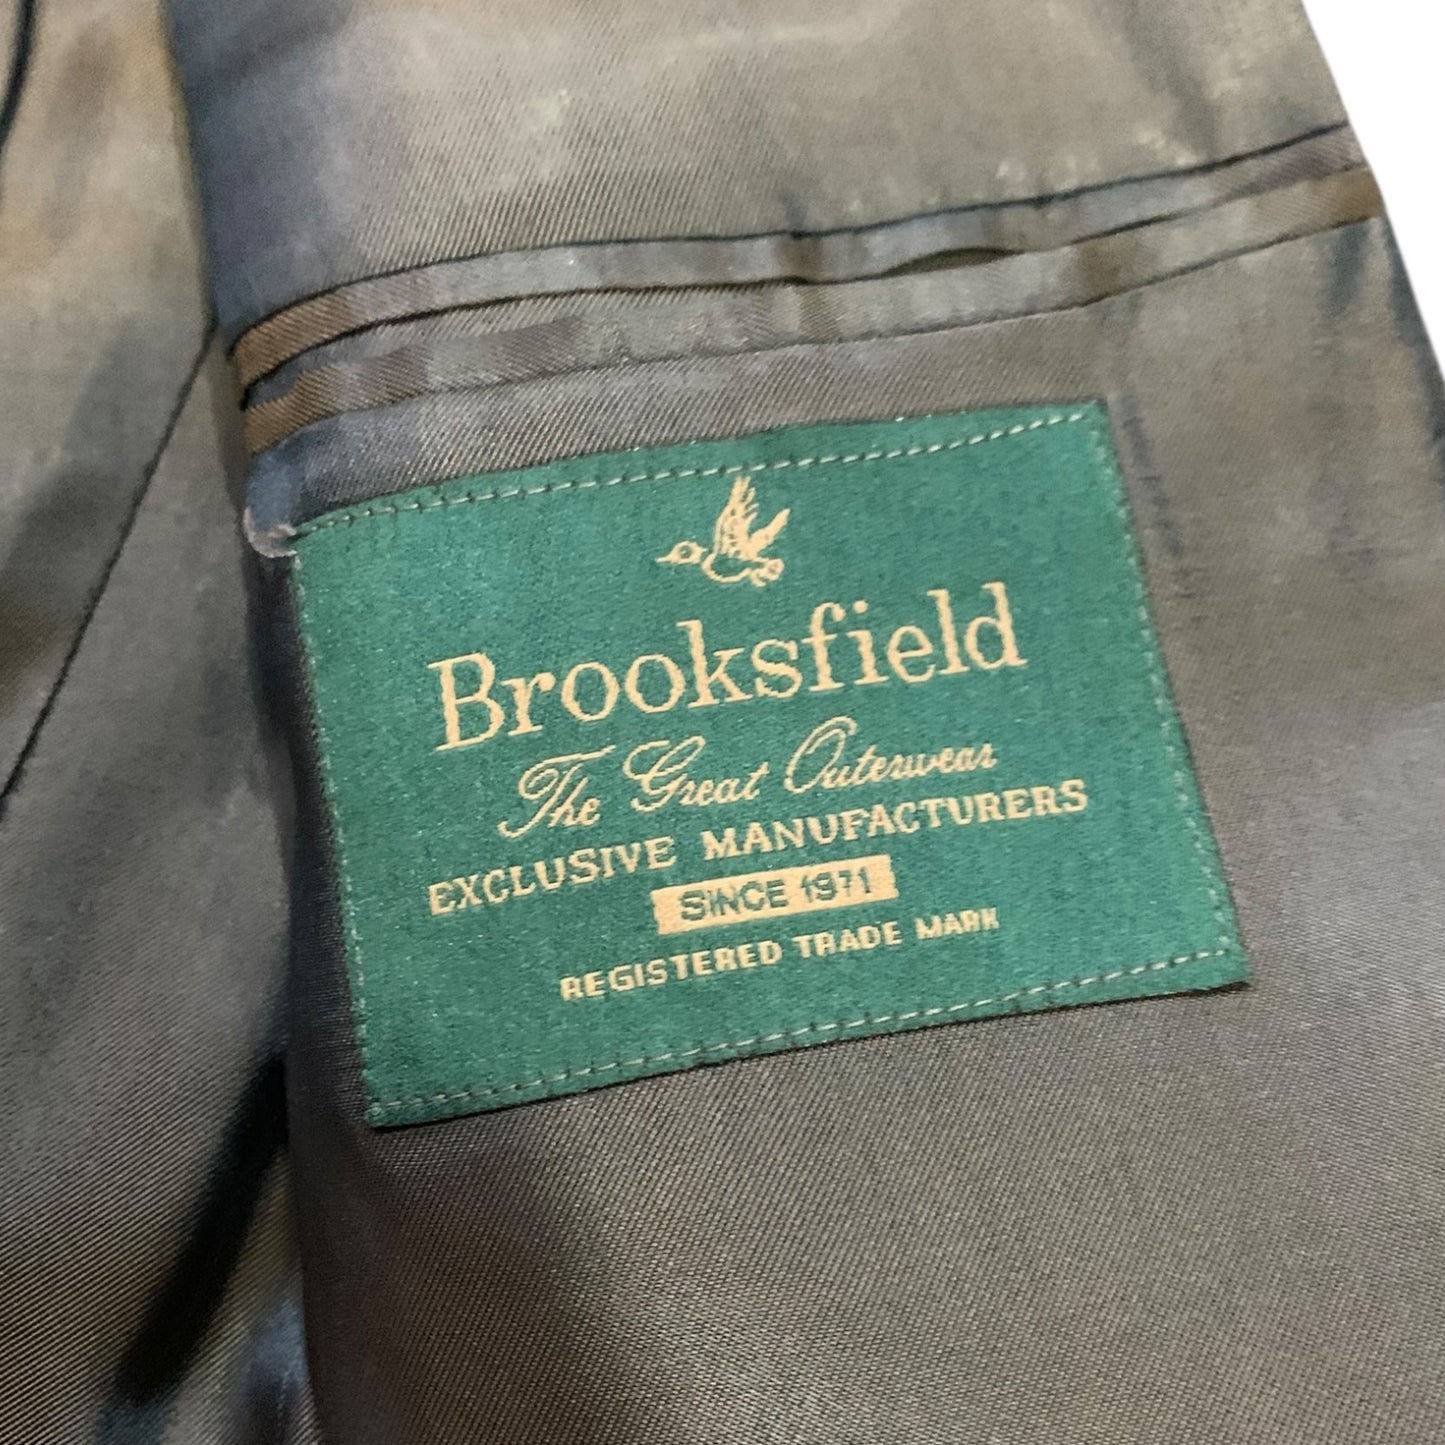 Brooksfield
The Great Outerwear
EXCLUSIVE MANUFACTURERS
SINCE 1971
REGISTERED TRADE MARK